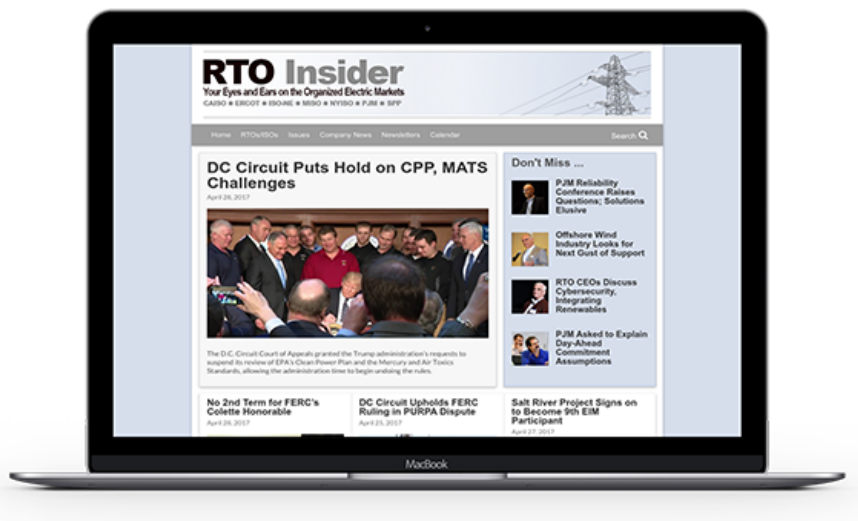 RTO Insider
Your Eyes and Ears on the Organized Electric Markets
CAISO ■ ERCOT ■ ISO-NE ■ MISO ■ NYISO ■ PJM ■ SPP
Home RTOs/ISOs Issues Company News Newsletters Calendar
Search
DC Circuit Puts Hold on CPP, MATS
Challenges
April 28, 2017
The D.C. Circuit Court of Appeals granted the Trump administration's requests to
suspend its review of EPA's Clean Power Plan and the Mercury and Air Toxics
Standards, allowing the administration time to begin undoing the rules.
Don't Miss ...
PJM Reliability
Conference Raises
Questions; Solutions
Elusive
Offshore Wind
Industry Looks for
Next Gust of Support
RTO CEOs Discuss
Cybersecurity,
Integrating
Renewables
PJM Asked to Explain
Day-Ahead
Commitment
Assumptions
No 2nd Term for FERC's
Colette Honorable
April 28, 2017
DC Circuit Upholds FERC
Ruling in PURPA Dispute
April 25, 2017
Salt River Project Signs on
to Become 9th EIM
Participant
April 27, 2017
MacBook